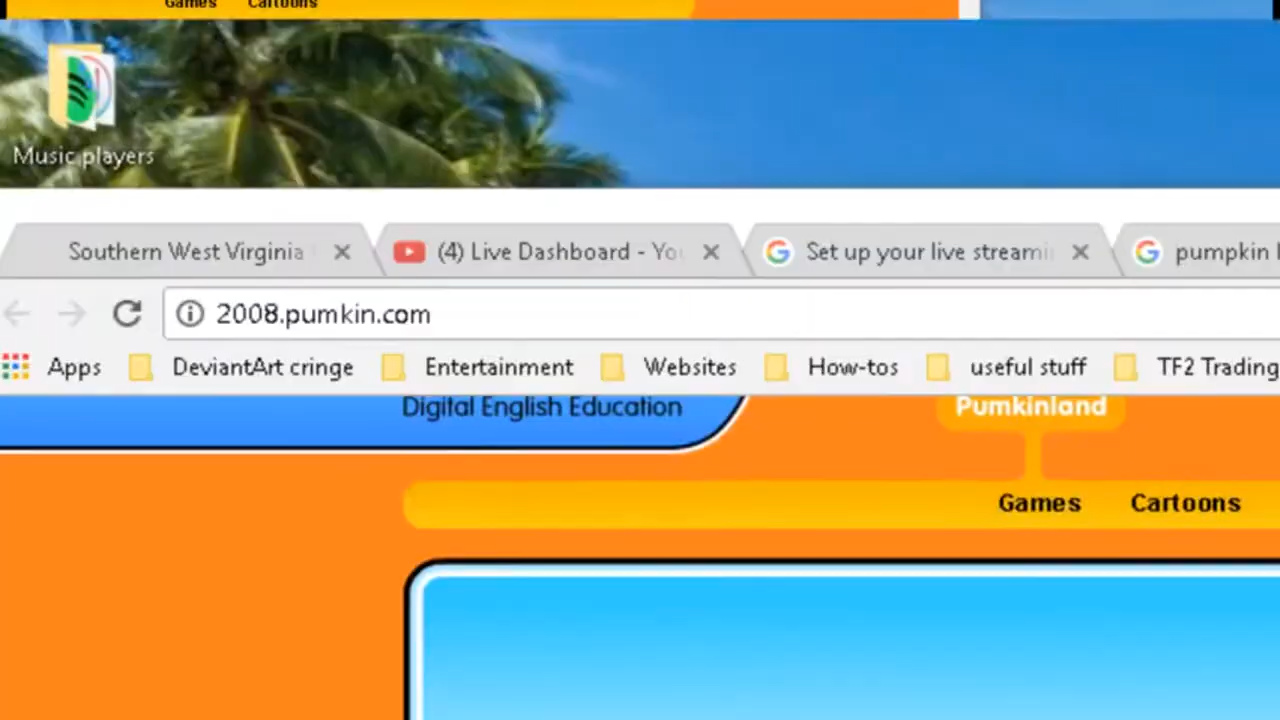 Games Cartoons
Music players
Southern West Virginia
(4) Live Dashboard - You
Set up your live streami
pumpkin
2008.pumkin.com
Apps DeviantArt cringe Entertainment Websites How-tos useful stuff TF2 Trading
Digital English Education
Pumkinland
Games Cartoons